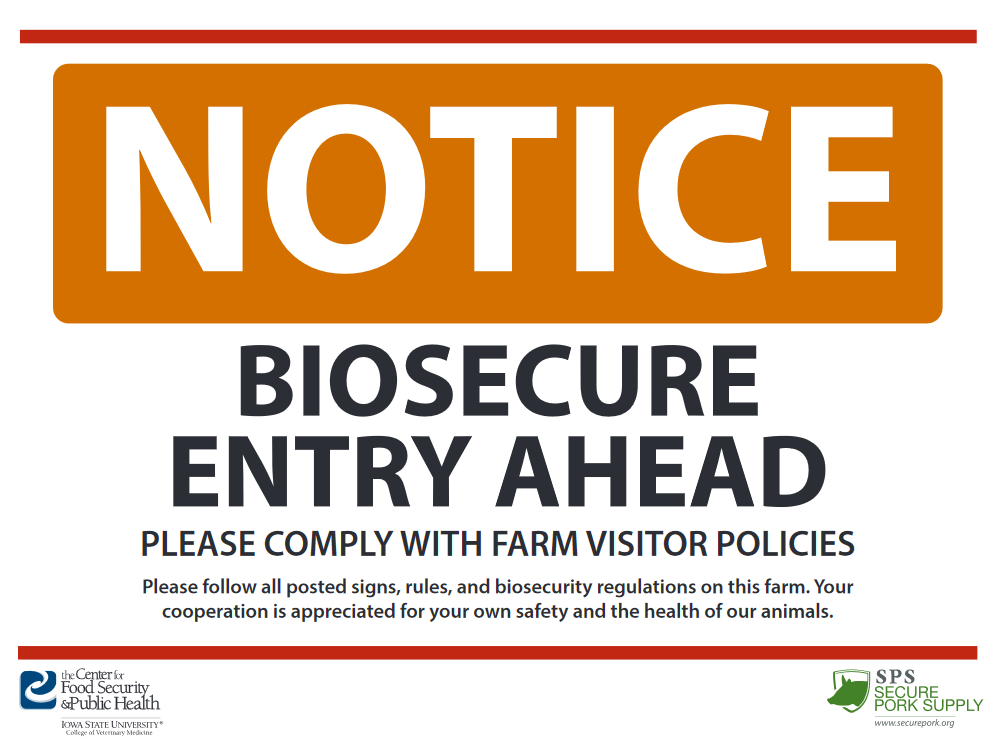 NOTICE
BIOSECURE
ENTRY AHEAD
PLEASE COMPLY WITH FARM VISITOR POLICIES
Please follow all posted signs, rules, and biosecurity regulations on this farm. Your
cooperation is appreciated for your own safety and the health of our animals.
the Center for
Food Security
&Public Health
IOWA STATE UNIVERSITY®
College of Veterinary Medicine
SPS
SECURE
PORK SUPPLY
www.securepork.org